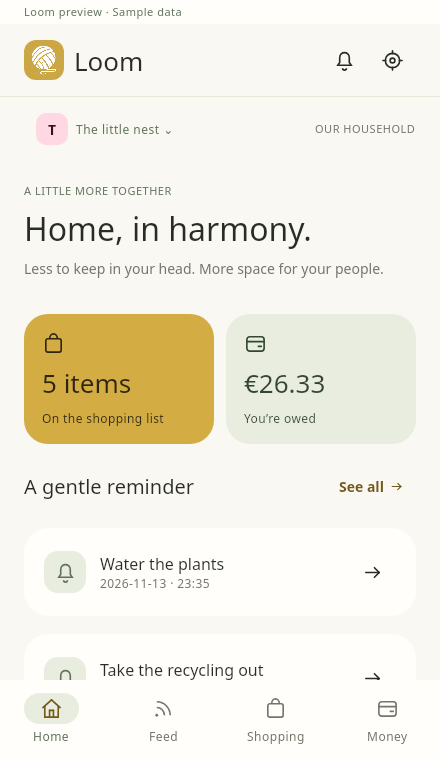 Loom preview · Sample data
Loom
T
The little nest ⌄
OUR HOUSEHOLD
A LITTLE MORE TOGETHER
Home, in harmony.
Less to keep in your head. More space for your people.
5 items
On the shopping list
€26.33
You’re owed
A gentle reminder
See all →
Water the plants
2026-11-13 · 23:35
Take the recycling out
Home
Feed
Shopping
Money